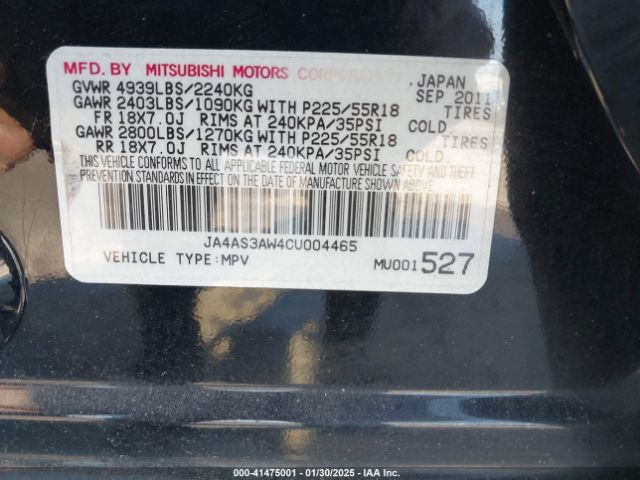 MFD. BY MITSUBISHI MOTORS CORPORATION JAPAN
GVWR 4939LBS/2240KG SEP 2011
GAWR 2403LBS/1090KG WITH P225/55R18 TIRES
FR 18X7.0J RIMS AT 240KPA/35PSI COLD.
GAWR 2800LBS/1270KG WITH P225/55R18 TIRES
RR 18X7.0J RIMS AT 240KPA/35PSI COLD.
THIS VEHICLE CONFORMS TO ALL APPLICABLE FEDERAL MOTOR VEHICLE SAFETY AND THEFT
PREVENTION STANDARDS IN EFFECT ON THE DATE OF MANUFACTURE SHOWN ABOVE.
JA4AS3AW4CU004465
VEHICLE TYPE:MPV MU001527
000-41475001 - 01/30/2025 - IAA Inc.